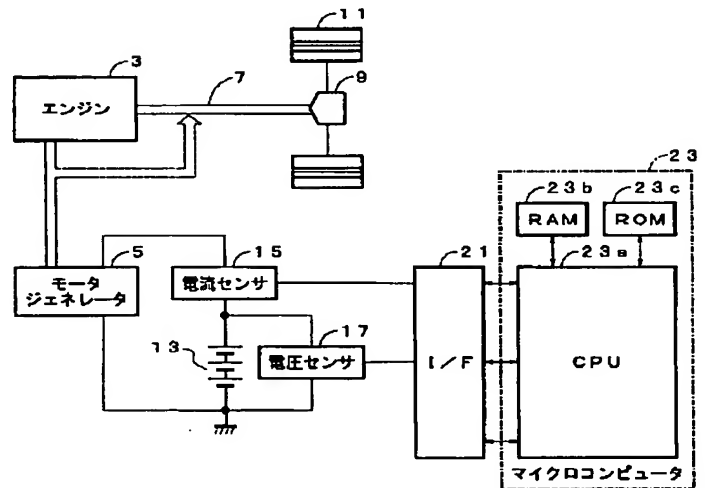 11
3
7
9
エンジン
23
23b
23c
RAM
ROM
5
15
21
23a
モータ
ジェネレータ
電流センサ
17
13
電圧センサ
I/F
CPU
マイクロコンピュータ